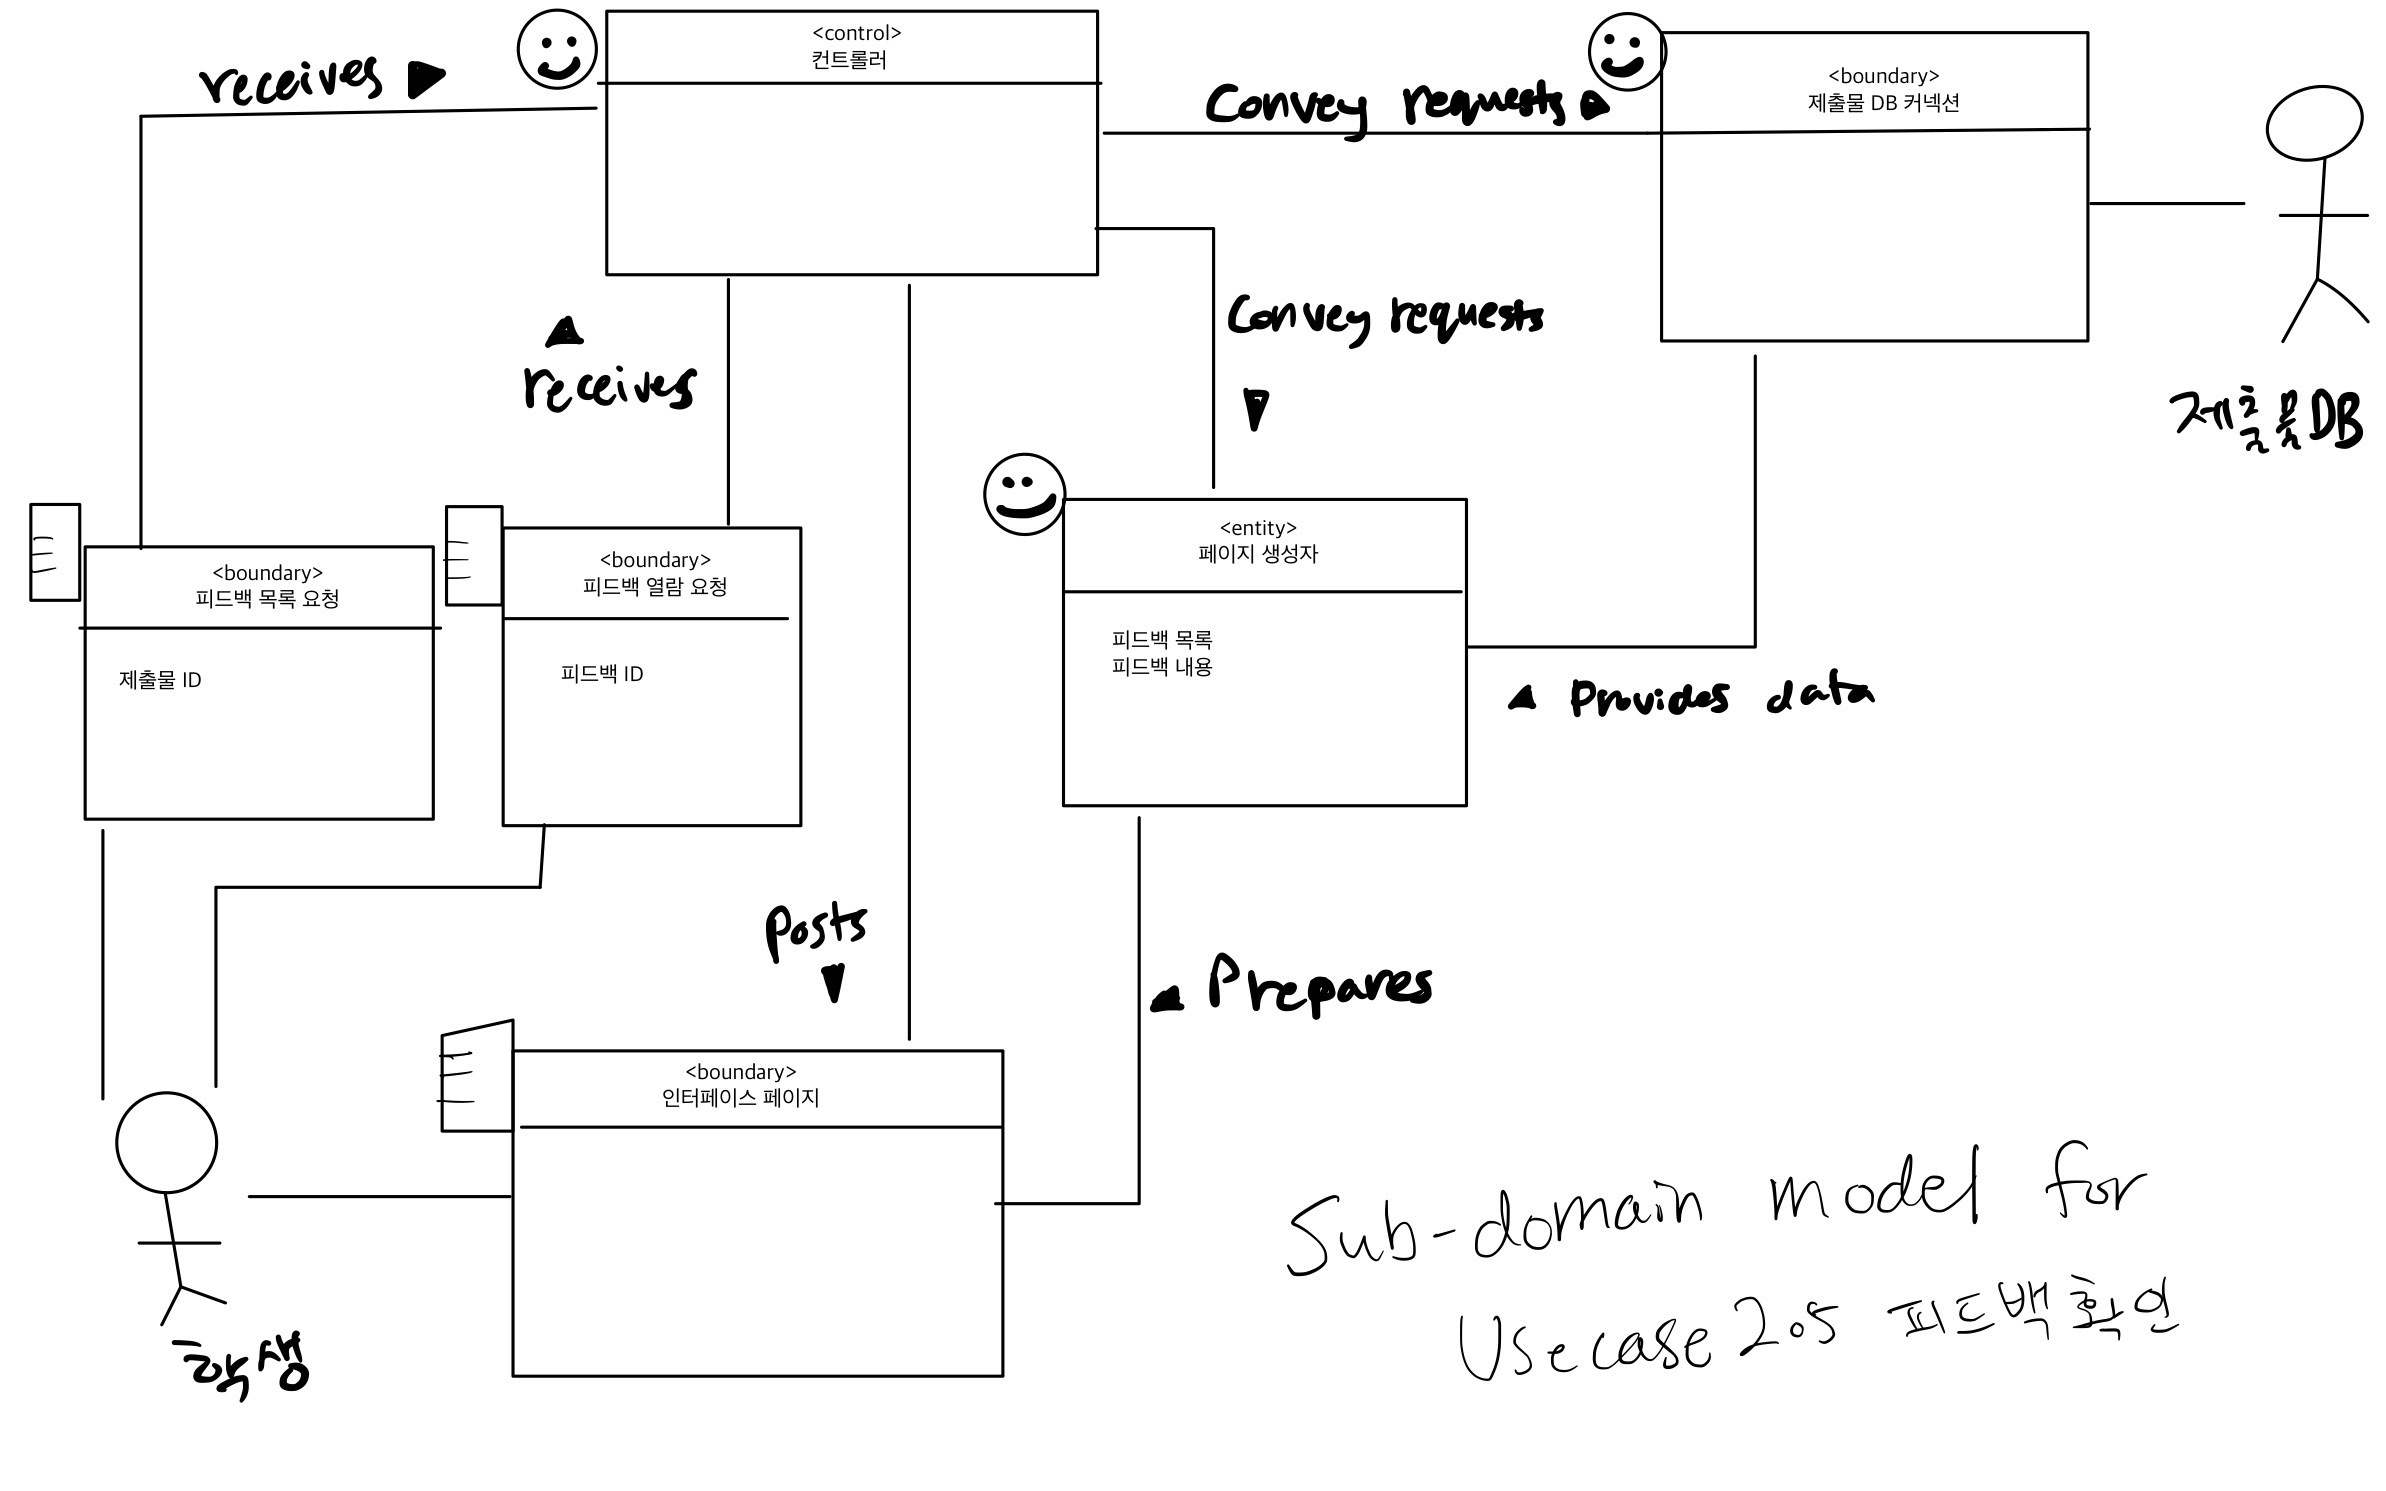 <control>
컨트롤러
receives
Convey requests
<boundary>
제출물 DB 커넥션
Convey requests
receives
제출물DB
<entity>
페이지 생성자
<boundary>
피드백 목록 요청
<boundary>
피드백 열람 요청
피드백 목록
피드백 내용
제출물 ID
피드백 ID
Provides data
Posts
Prepares
<boundary>
인터페이스 페이지
학생
Sub-domain model for
Usecase 2.5 피드백 확인